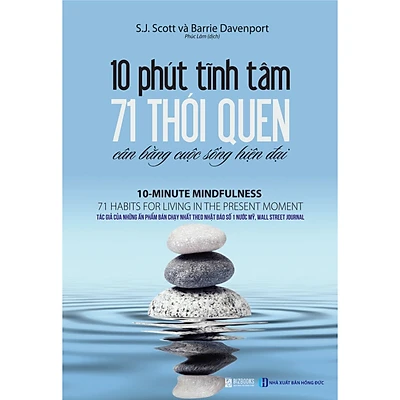 S.J. Scott và Barrie Davenport
Phúc Lâm (dịch)
10 phút tĩnh tâm
71 THÓI QUEN
cân bằng cuộc sống hiện đại
10-MINUTE MINDFULNESS
71 HABITS FOR LIVING IN THE PRESENT MOMENT
TÁC GIẢ CỦA NHỮNG ẤN PHẨM BÁN CHẠY NHẤT THEO NHẬT BÁO SỐ 1 NƯỚC MỸ, WALL STREET JOURNAL
BIZBOOKS
NHÀ XUẤT BẢN HỒNG ĐỨC